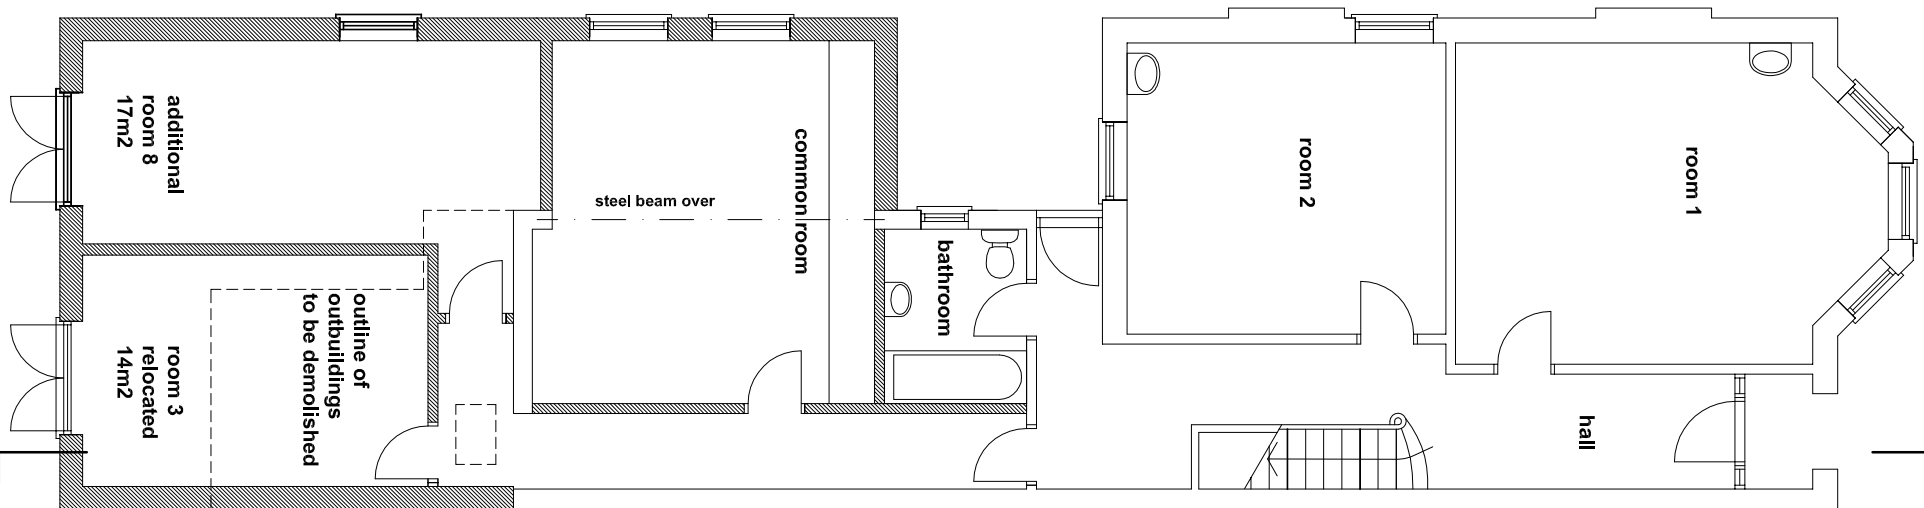 additional
room 8
17m2
common room
steel beam over
bathroom
room 2
room 1
outline of
outbuildings
to be demolished
room 3
relocated
14m2
hall